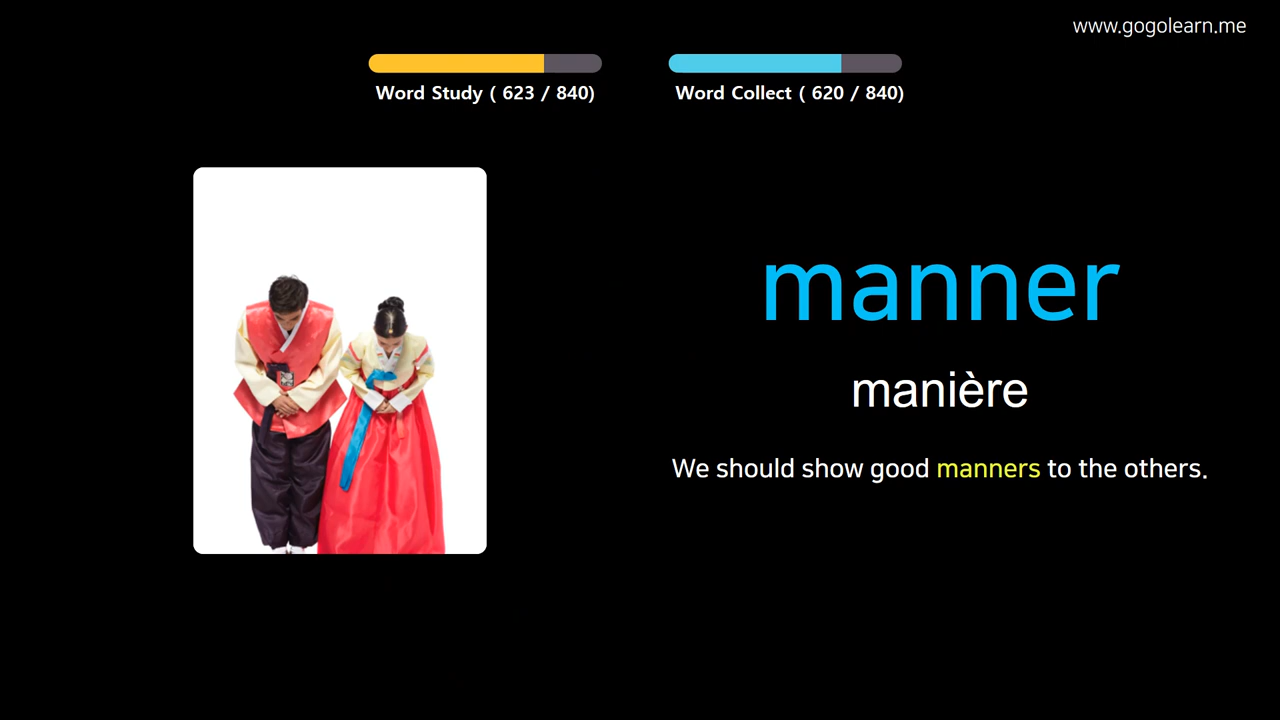 www.gogolearn.me
Word Study ( 623 / 840)
Word Collect ( 620 / 840)
manner
manière
We should show good manners to the others.